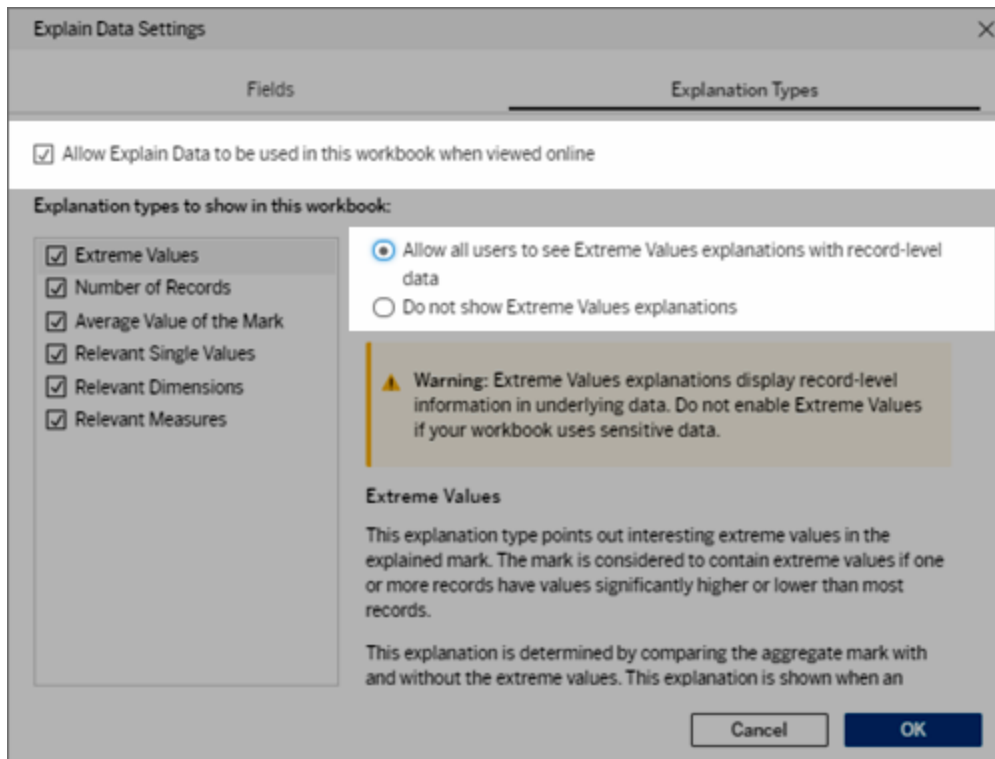 Explain Data Settings
Fields
Explanation Types
Allow Explain Data to be used in this workbook when viewed online
Explanation types to show in this workbook:
Extreme Values
Number of Records
Average Value of the Mark
Relevant Single Values
Relevant Dimensions
Relevant Measures
Allow all users to see Extreme Values explanations with record-level
data
Do not show Extreme Values explanations
Warning: Extreme Values explanations display record-level
information in underlying data. Do not enable Extreme Values
if your workbook uses sensitive data.
Extreme Values
This explanation type points out interesting extreme values in the
explained mark. The mark is considered to contain extreme values if one
or more records have values significantly higher or lower than most
records.
This explanation is determined by comparing the aggregate mark with
and without the extreme values. This explanation is shown when an
Cancel
OK